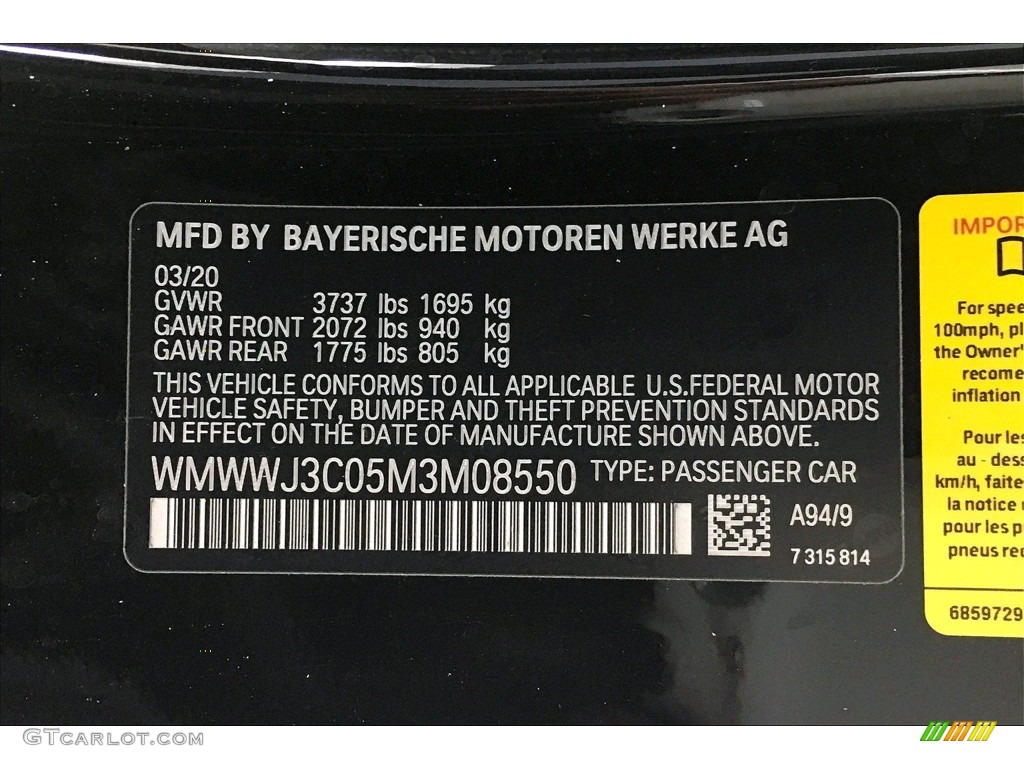 MFD BY BAYERISCHE MOTOREN WERKE AG
03/20
GVWR 3737 lbs 1695 kg
GAWR FRONT 2072 lbs 940 kg
GAWR REAR 1775 lbs 805 kg
THIS VEHICLE CONFORMS TO ALL APPLICABLE U.S.FEDERAL MOTOR
VEHICLE SAFETY, BUMPER AND THEFT PREVENTION STANDARDS
IN EFFECT ON THE DATE OF MANUFACTURE SHOWN ABOVE.
WMWWJ3C05M3M08550 TYPE: PASSENGER CAR
A94/9
7 315 814
IMPOR
For spee
100mph, pl
the Owner'
recome
inflation
Pour les
au - dess
km/h, faite
la notice
pour les p
pneus rec
6859729
GTCARLOT.COM